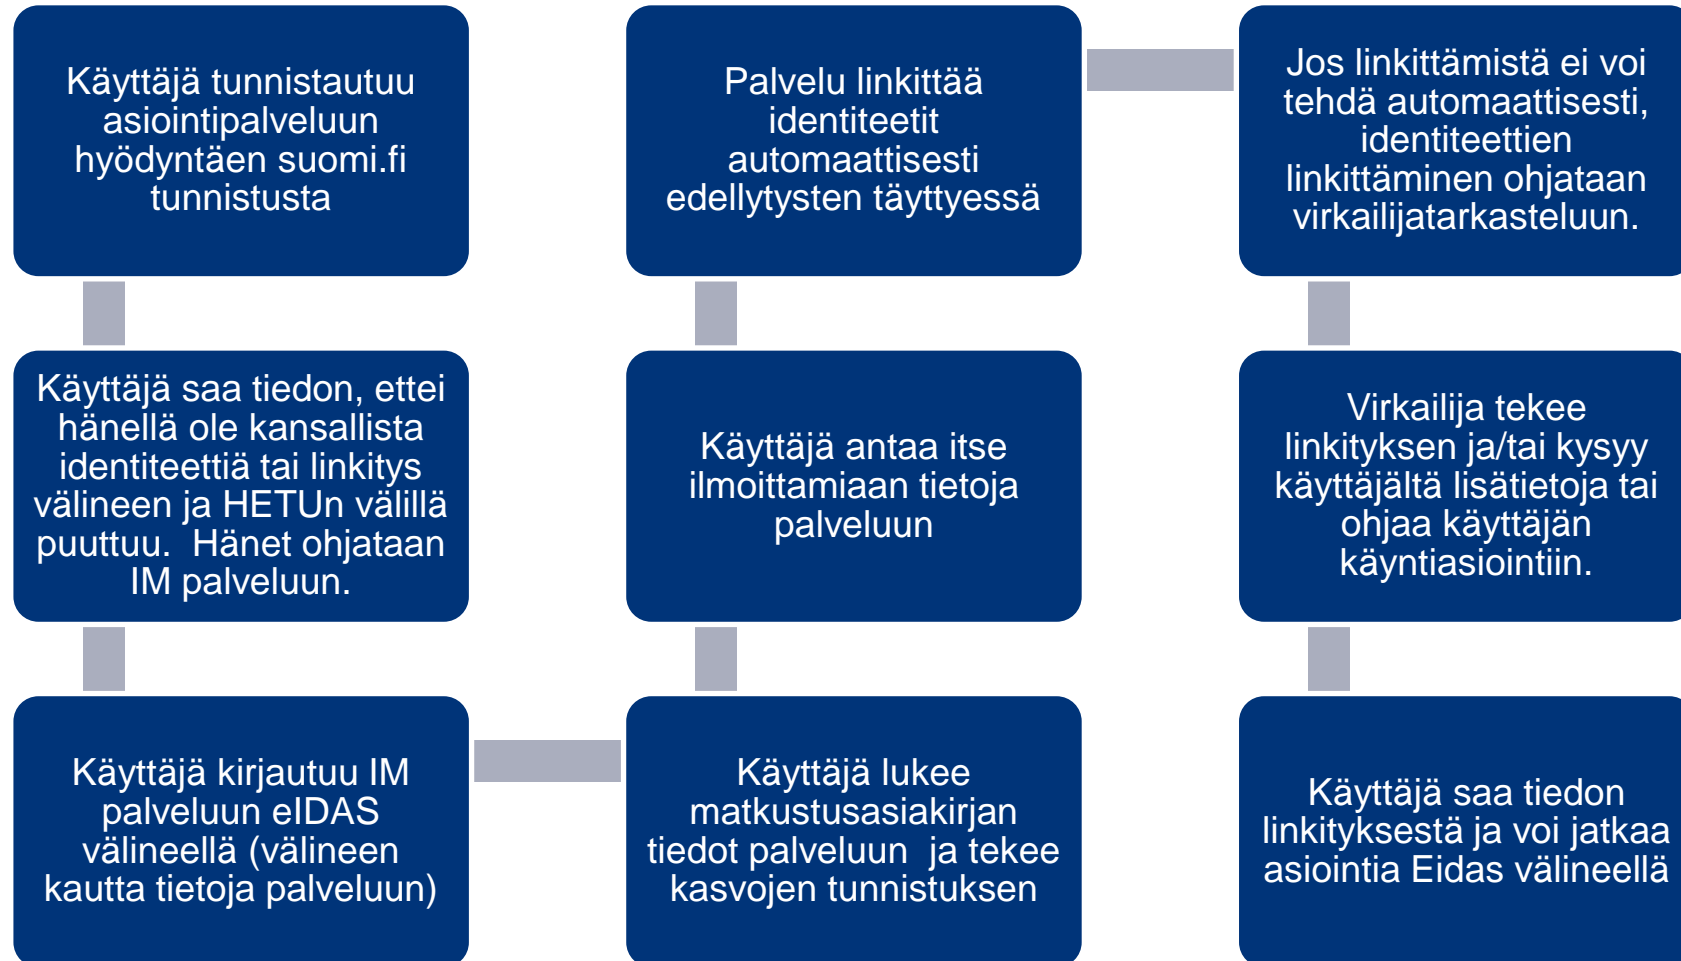 Käyttäjä tunnistautuu
asiointipalveluun
hyödyntäen suomi.fi
tunnistusta
Käyttäjä saa tiedon, ettei
hänellä ole kansallista
identiteettiä tai linkitys
välineen ja HETUn välillä
puuttuu.  Hänet ohjataan
IM palveluun.
Käyttäjä kirjautuu IM
palveluun eIDAS
välineellä (välineen
kautta tietoja palveluun)
Käyttäjä lukee
matkustusasiakirjan
tiedot palveluun  ja tekee
kasvojen tunnistuksen
Käyttäjä antaa itse
ilmoittamiaan tietoja
palveluun
Palvelu linkittää
identiteetit
automaattisesti
edellytysten täyttyessä
Jos linkittämistä ei voi
tehdä automaattisesti,
identiteettien
linkittäminen ohjataan
virkailijatarkasteluun.
Virkailija tekee
linkityksen ja/tai kysyy
käyttäjältä lisätietoja tai
ohjaa käyttäjän
käyntiasiointiin.
Käyttäjä saa tiedon
linkityksestä ja voi jatkaa
asiointia Eidas välineellä